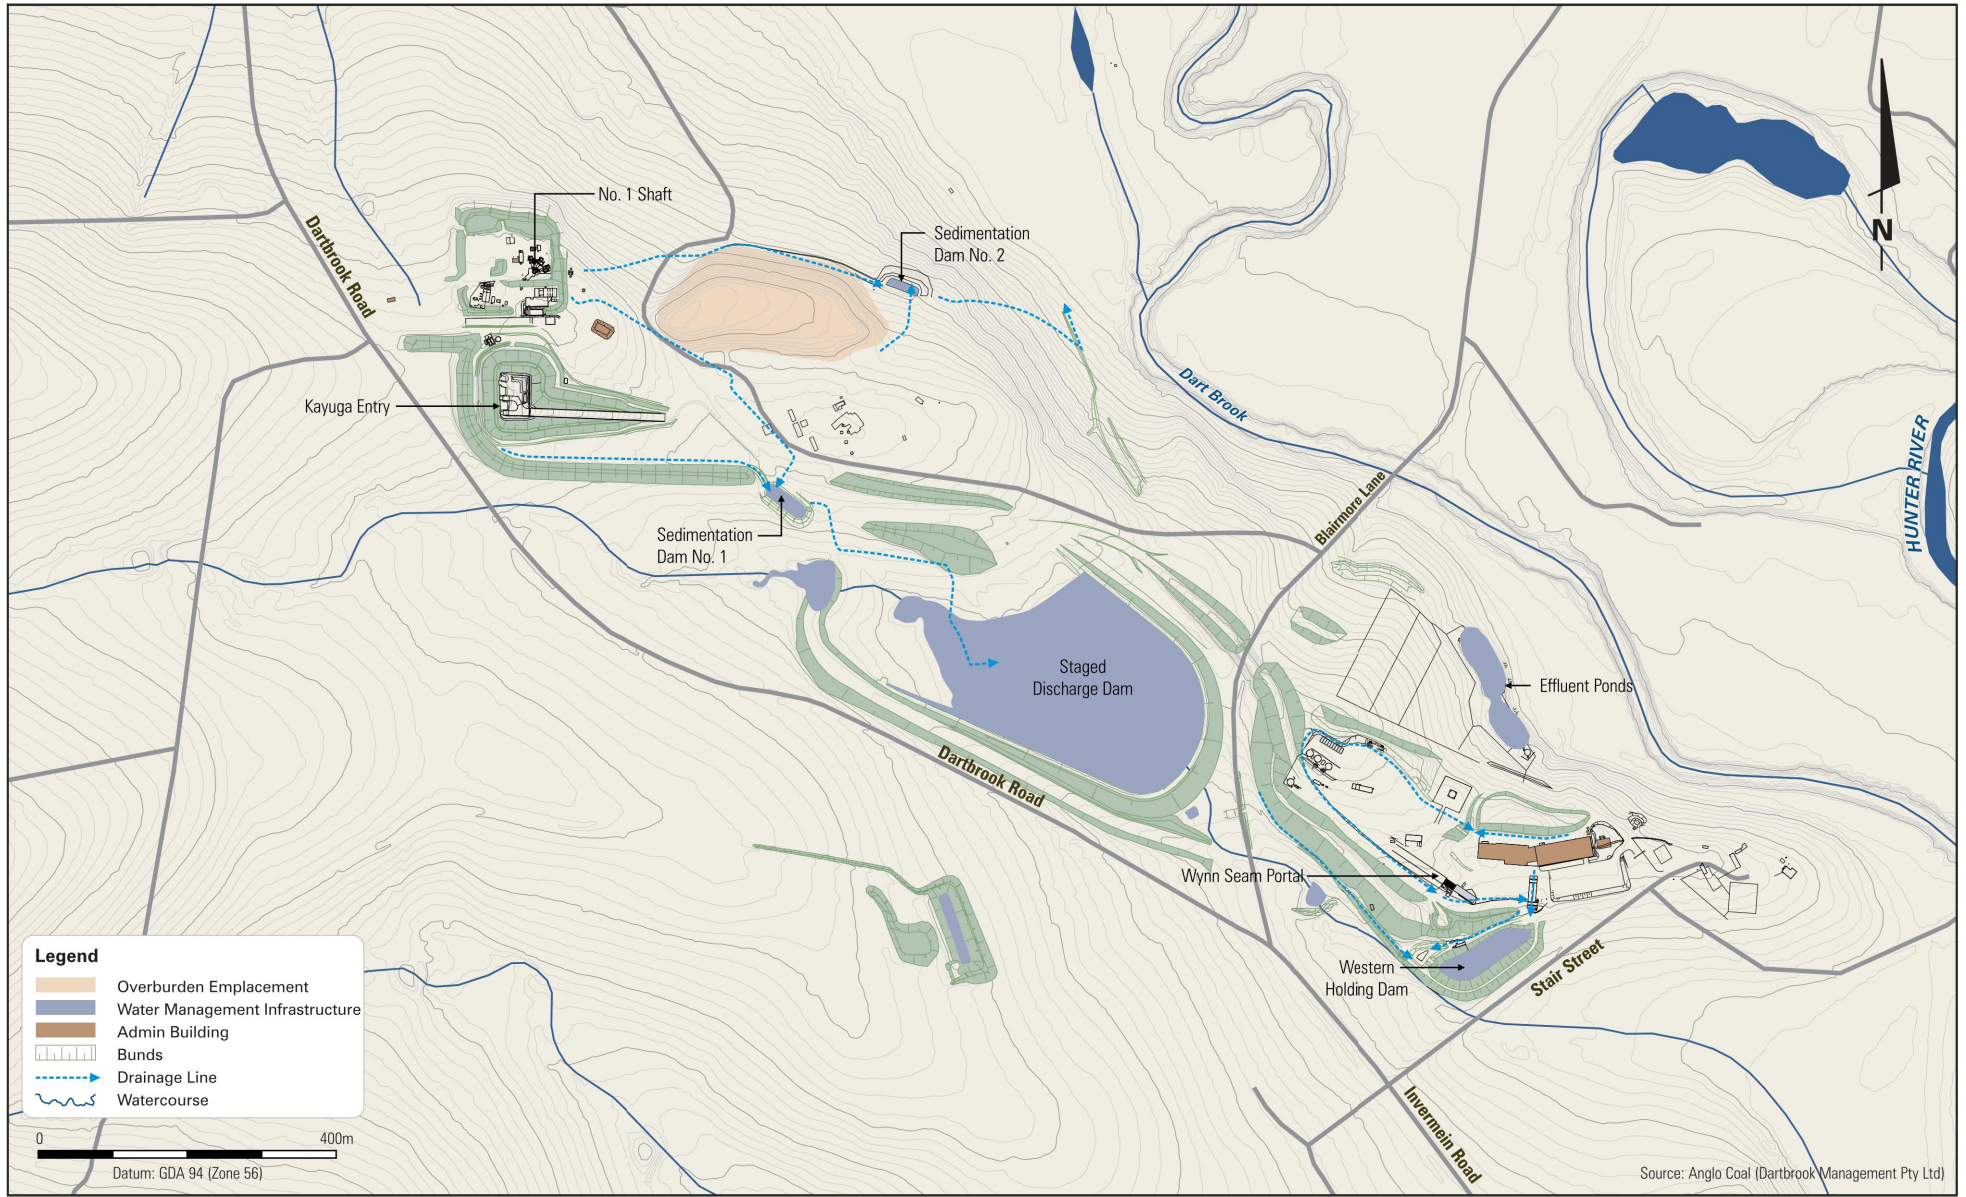 No. 1 Shaft
Sedimentation
Dam No. 2
N
Dartbrook Road
Kayuga Entry
Dart Brook
HUNTER RIVER
Blairmore Lane
Sedimentation
Dam No. 1
Staged
Discharge Dam
Effluent Ponds
Dartbrook Road
Wynn Seam Portal
Western
Holding Dam
Stair Street
Invermein Road
Legend
Overburden Emplacement
Water Management Infrastructure
Admin Building
Bunds
Drainage Line
Watercourse
0 400m
Datum: GDA 94 (Zone 56)
Source: Anglo Coal (Dartbrook Management Pty Ltd)